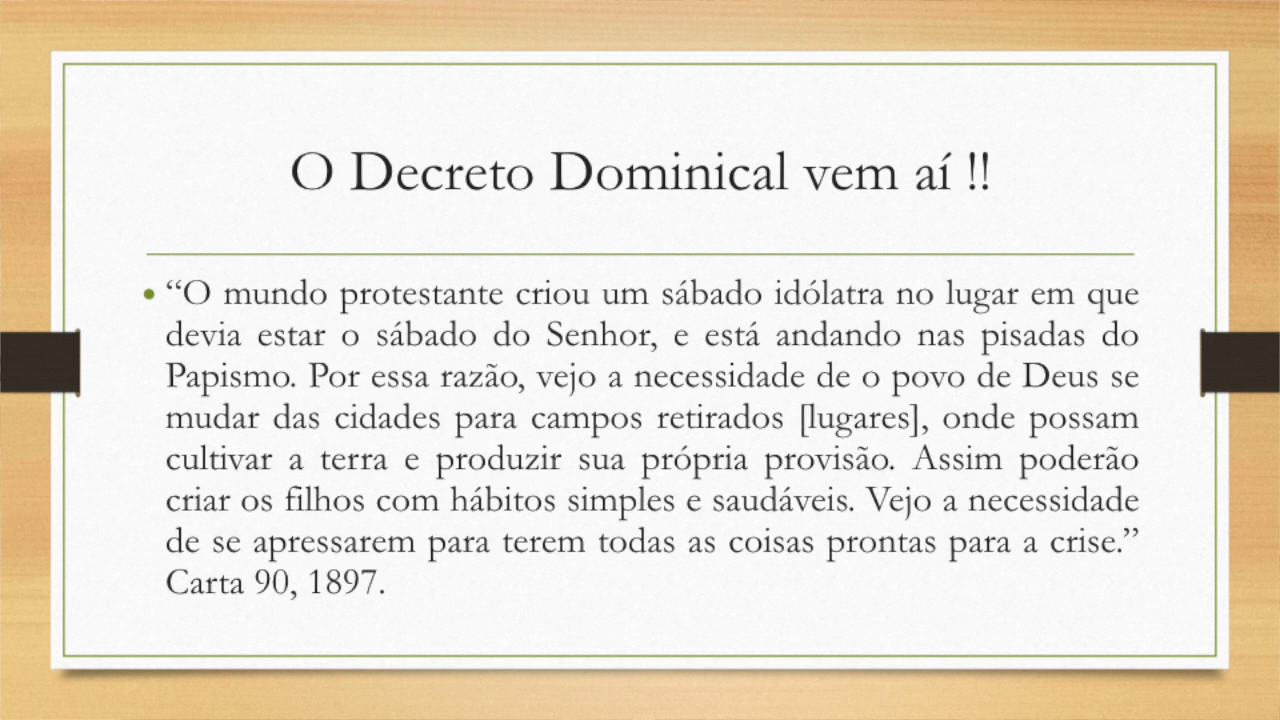 O Decreto Dominical vem aí !!
• “O mundo protestante criou um sábado idólatra no lugar em que
devia estar o sábado do Senhor, e está andando nas pisadas do
Papismo. Por essa razão, vejo a necessidade de o povo de Deus se
mudar das cidades para campos retirados [lugares], onde possam
cultivar a terra e produzir sua própria provisão. Assim poderão
criar os filhos com hábitos simples e saudáveis. Vejo a necessidade
de se apressarem para terem todas as coisas prontas para a crise.”
Carta 90, 1897.